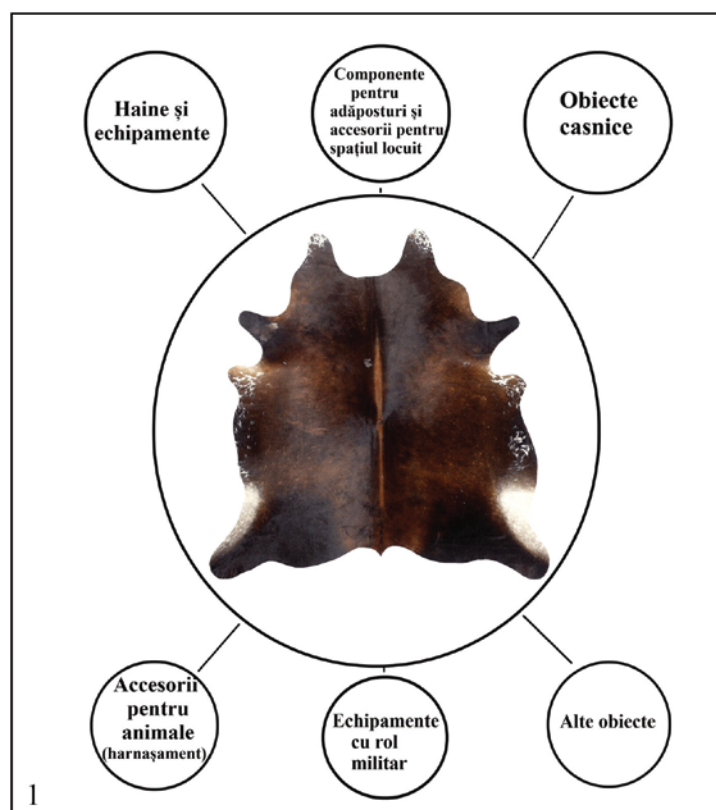 Haine și
echipamente
Componente
pentru
adăposturi și
accesorii pentru
spațiul locuit
Obiecte
casnice
Accesorii
pentru
animale
(harnașament)
Echipamente
cu rol
militar
Alte obiecte
1